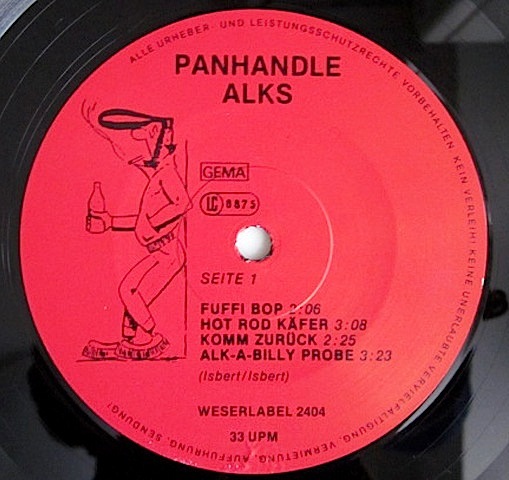 ALLE URHEBER- UND LEISTUNGSSCHUTZRECHTE VORBEHALTEN. KEIN VERLEIH! KEINE UNERLAUBTE VERVIELFÄLTIGUNG, VERMIETUNG, AUFFÜHRUNG, SENDUNG!
PANHANDLE
ALKS
GEMA
LC 8875
SEITE 1
FUFFI BOP 2:06
HOT ROD KÄFER 3:08
KOMM ZURÜCK 2:25
ALK-A-BILLY PROBE 3:23
(Isbert/Isbert)
WESERLABEL 2404
33 UPM